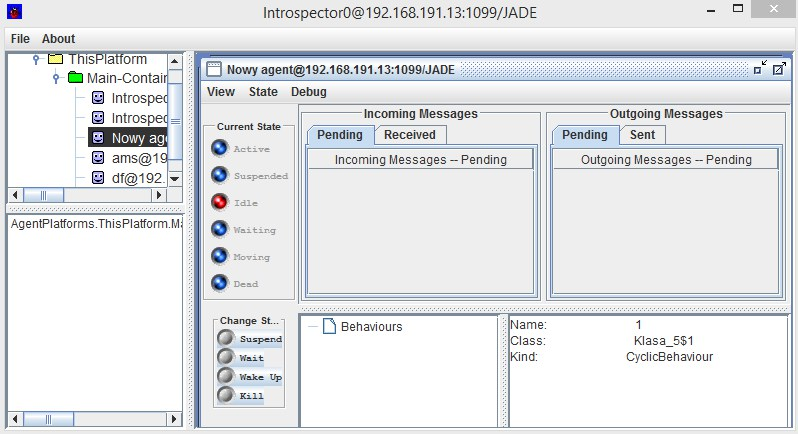 Introspector0@192.168.191.13:1099/JADE
File About
ThisPlatform
Main-Contair
Introspec
Introspec
Nowy age
ams@19
df@192.
AgentPlatforms.ThisPlatform.Ma
Nowy agent@192.168.191.13:1099/JADE
View State Debug
Current State
Active
Suspended
Idle
Waiting
Moving
Dead
Change St...
Suspend
Wait
Wake Up
Kill
Incoming Messages
Pending Received
Incoming Messages -- Pending
Outgoing Messages
Pending Sent
Outgoing Messages -- Pending
Behaviours
Name: 1
Class: Klasa_5$1
Kind: CyclicBehaviour